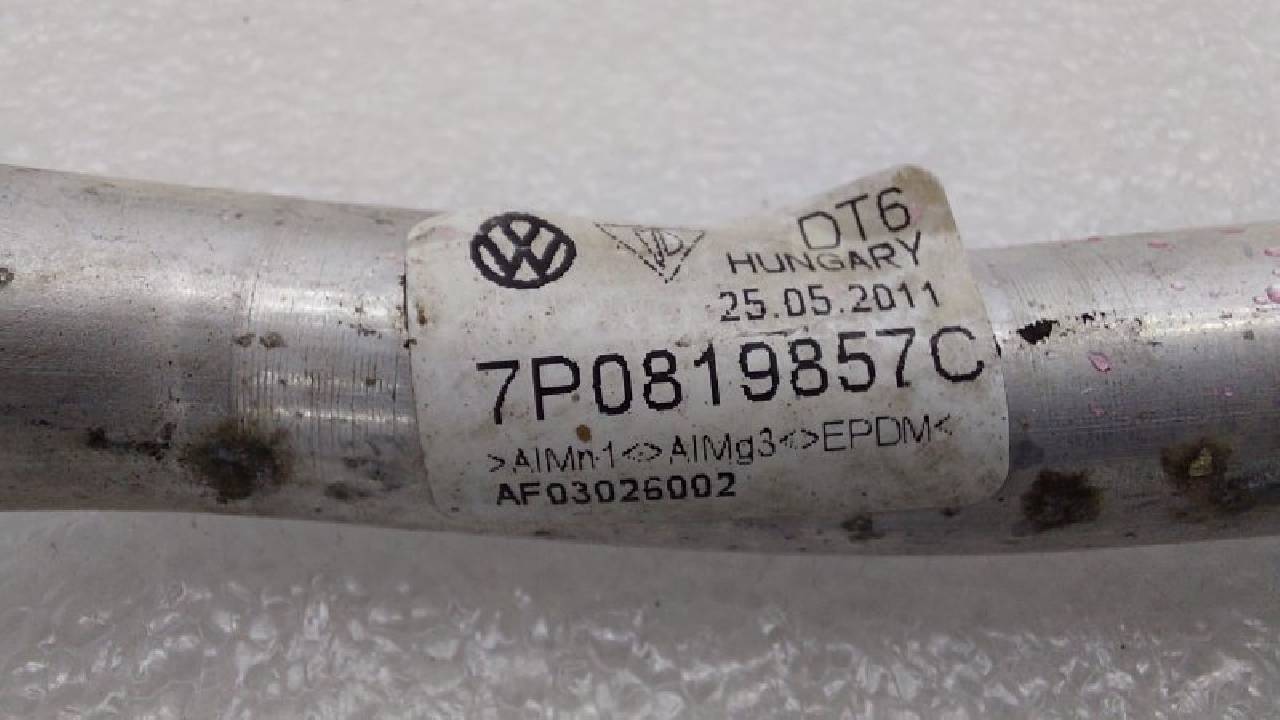 DT6
HUNGARY
25.05.2011
7P0819857C
>AlMn1<>AlMg3<>EPDM<
AF03026002